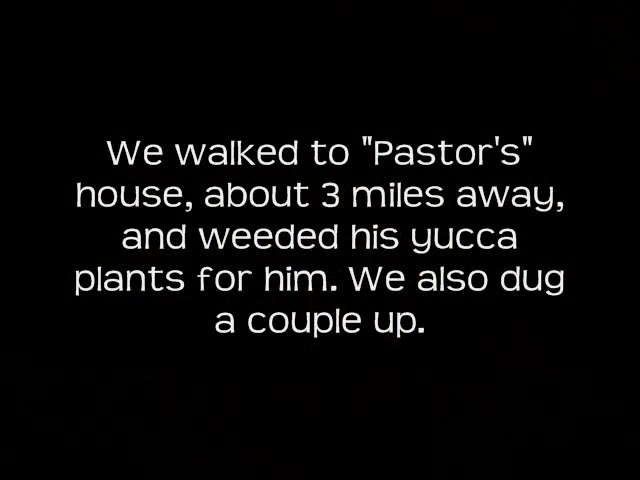 We walked to "Pastor's"
house, about 3 miles away,
and weeded his yucca
plants for him. We also dug
a couple up.